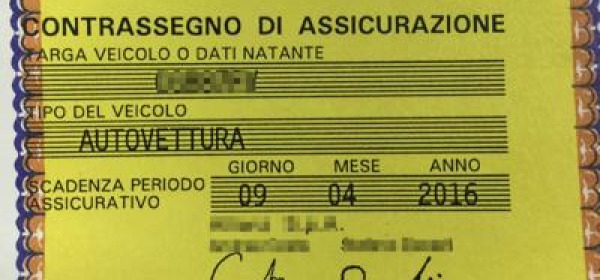 CONTRASSEGNO DI ASSICURAZIONE
TARGA VEICOLO O DATI NATANTE
TIPO DEL VEICOLO
AUTOVETTURA
GIORNO MESE ANNO
SCADENZA PERIODO
ASSICURATIVO
09 04 2016